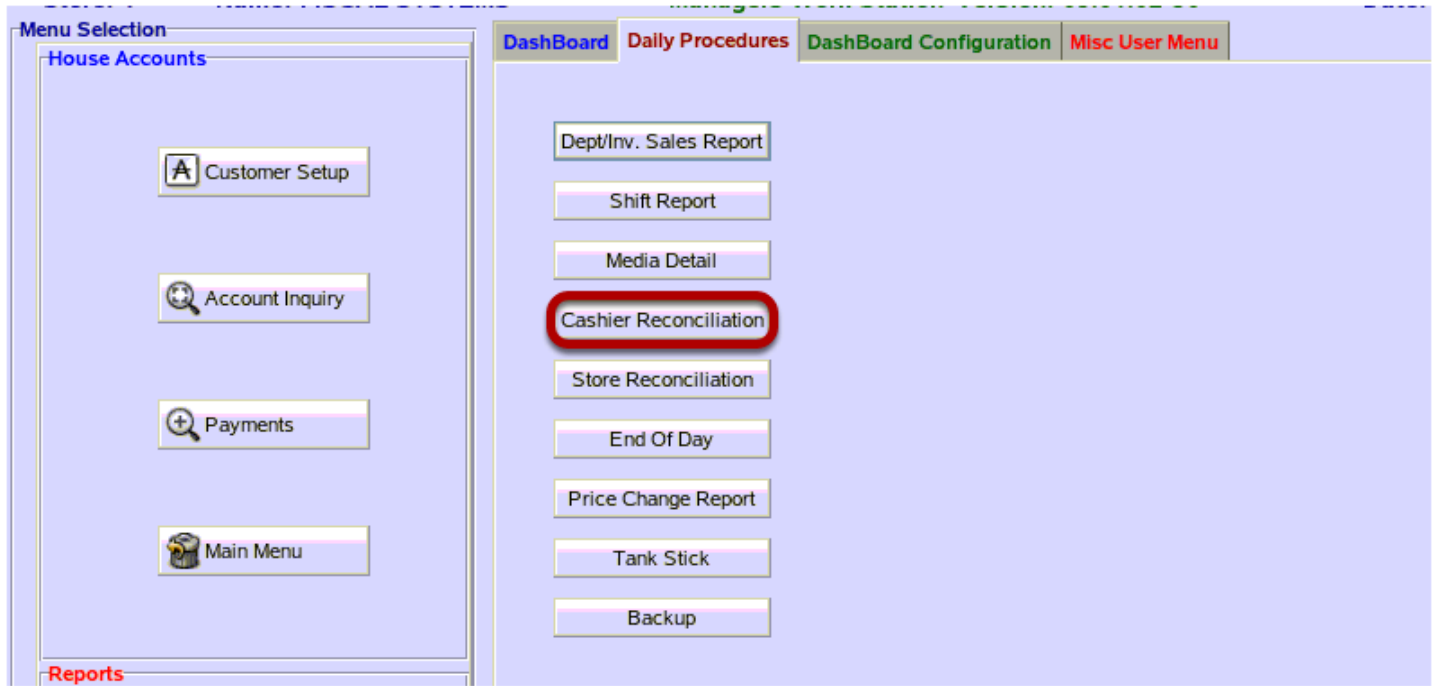 Menu Selection
House Accounts
Customer Setup
Account Inquiry
Payments
Main Menu
Reports
DashBoard
Daily Procedures
DashBoard Configuration
Misc User Menu
Dept/Inv. Sales Report
Shift Report
Media Detail
Cashier Reconciliation
Store Reconciliation
End Of Day
Price Change Report
Tank Stick
Backup